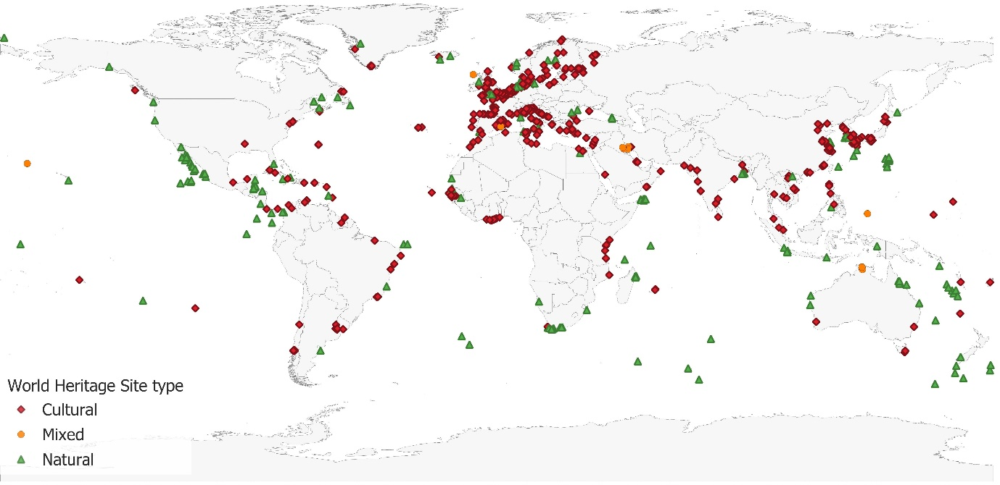 World Heritage Site type
Cultural
Mixed
Natural